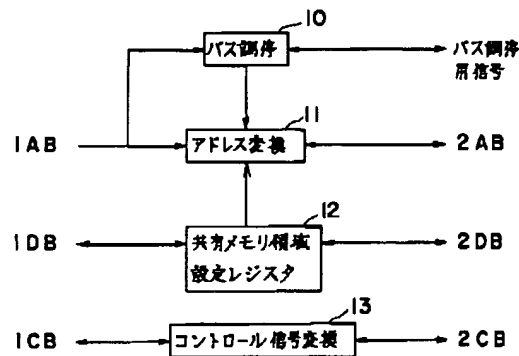 10
バス調停
バス調停
用信号
11
1AB
アドレス変換
2AB
12
1DB
共有メモリ領域
設定レジスタ
2DB
13
1CB
コントロール信号変換
2CB